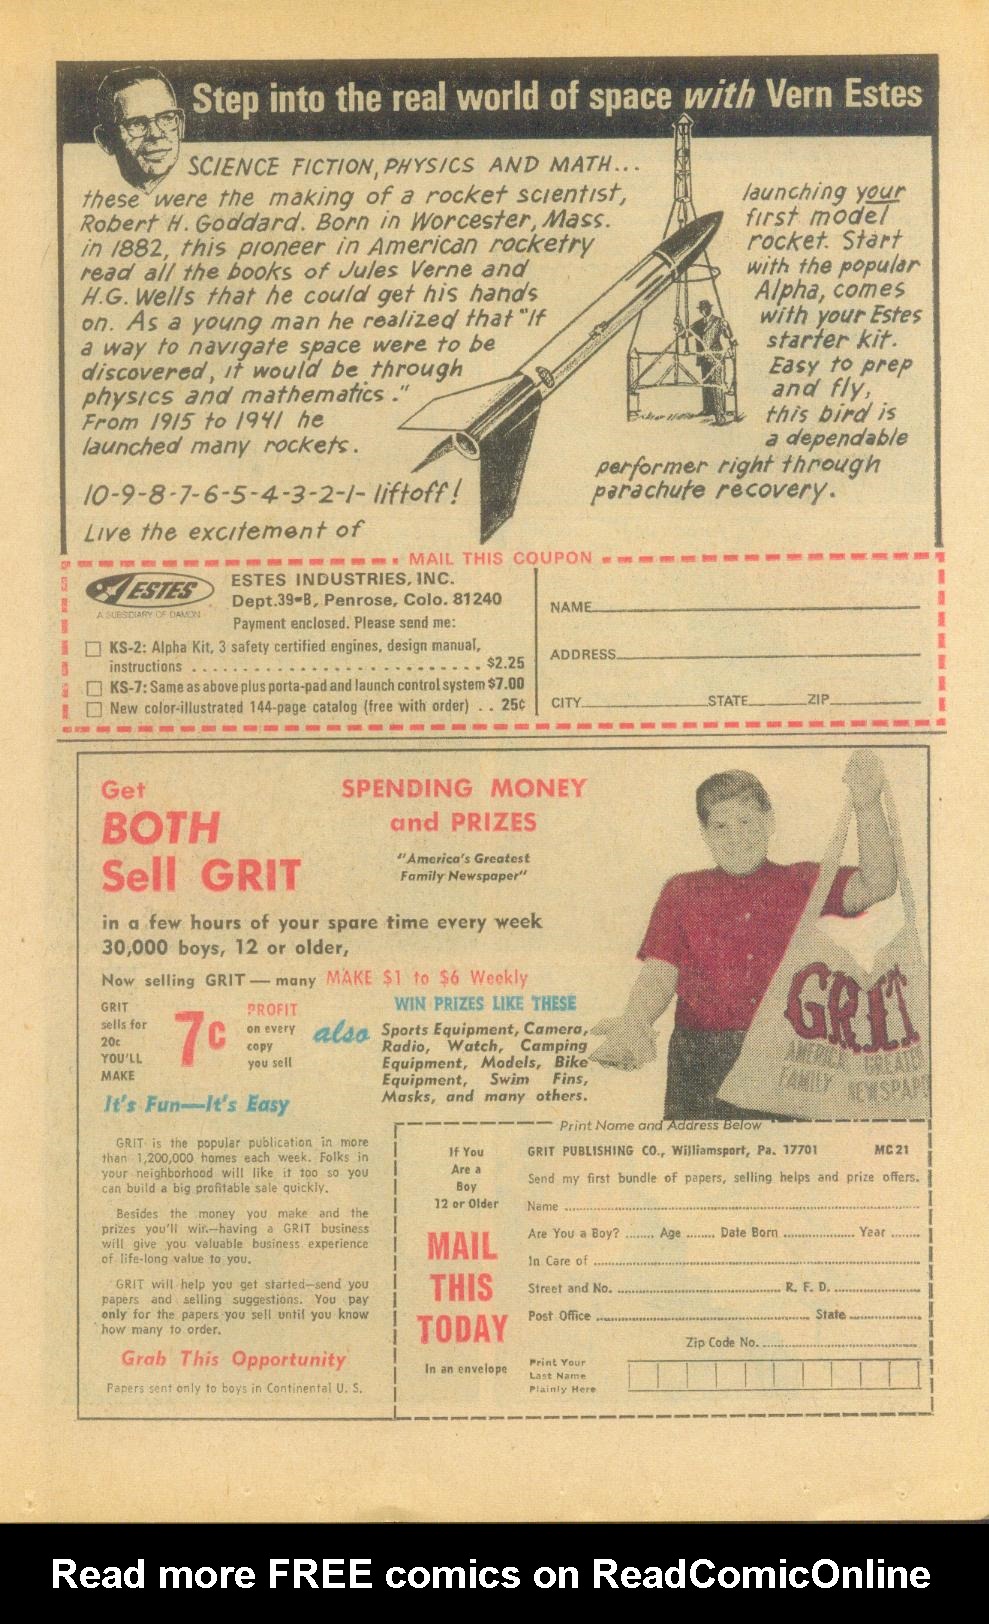 Step into the real world of space with Vern Estes
SCIENCE FICTION, PHYSICS AND MATH...
these were the making of a rocket scientist,
Robert H. Goddard. Born in Worcester, Mass.
in 1882, this pioneer in American rocketry
read all the books of Jules Verne and
H.G. Wells that he could get his hands
on. As a young man he realized that "If
a way to navigate space were to be
discovered, it would be through
physics and mathematics."
From 1915 to 1941 he
launched many rockets.
10-9-8-7-6-5-4-3-2-1- liftoff!
Live the excitement of
launching your
first model
rocket. Start
with the popular
Alpha, comes
with your Estes
starter kit.
Easy to prep
and fly,
this bird is
a dependable
performer right through
parachute recovery.
MAIL THIS COUPON
ESTES
A SUBSIDIARY OF DAMON
ESTES INDUSTRIES, INC.
Dept.39-B, Penrose, Colo. 81240
Payment enclosed. Please send me:
KS-2: Alpha Kit, 3 safety certified engines, design manual,
instructions . . . . . . . . . . . . . . . . . . . . . . . . . $2.25
KS-7: Same as above plus porta-pad and launch control system $7.00
New color-illustrated 144-page catalog (free with order) . . 25¢
NAME
ADDRESS
CITY STATE ZIP
Get
BOTH
Sell GRIT
SPENDING MONEY
and PRIZES
"America's Greatest
Family Newspaper"
in a few hours of your spare time every week
30,000 boys, 12 or older,
Now selling GRIT — many MAKE $1 to $6 Weekly
GRIT
sells for
20c
YOU'LL
MAKE
7c
PROFIT
on every
copy
you sell
also
WIN PRIZES LIKE THESE
Sports Equipment, Camera,
Radio, Watch, Camping
Equipment, Models, Bike
Equipment, Swim Fins,
Masks, and many others.
It's Fun—It's Easy
GRIT is the popular publication in more
than 1,200,000 homes each week. Folks in
your neighborhood will like it too so you
can build a big profitable sale quickly.
Besides the money you make and the
prizes you'll win—having a GRIT business
will give you valuable business experience
of life-long value to you.
GRIT will help you get started—send you
papers and selling suggestions. You pay
only for the papers you sell until you know
how many to order.
Grab This Opportunity
Papers sent only to boys in Continental U. S.
GRIT
AMERICA GREATEST
FAMILY NEWSPAP
Print Name and Address Below
If You
Are a
Boy
12 or Older
MAIL
THIS
TODAY
In an envelope
GRIT PUBLISHING CO., Williamsport, Pa. 17701 MC21
Send my first bundle of papers, selling helps and prize offers.
Name
Are You a Boy? ....... Age ....... Date Born ................. Year .......
In Care of
Street and No. R. F. D.
Post Office State
Zip Code No.
Print Your
Last Name
Plainly Here
Read more FREE comics on ReadComicOnline